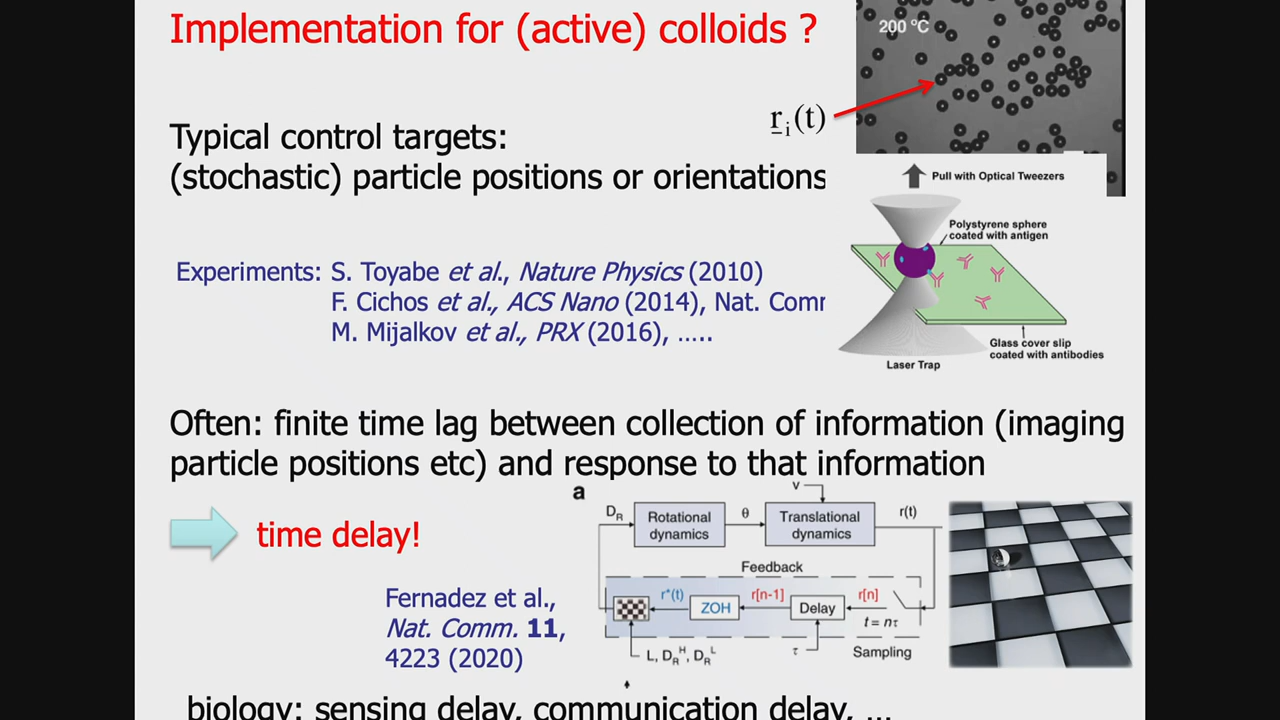 Implementation for (active) colloids ?
200 °C
r_i(t)
Typical control targets:
(stochastic) particle positions or orientations
Pull with Optical Tweezers
Polystyrene sphere
coated with antigen
Glass cover slip
coated with antibodies
Laser Trap
Experiments: S. Toyabe et al., Nature Physics (2010)
F. Cichos et al., ACS Nano (2014), Nat.
M. Mijalkov et al., PRX (2016), …..
Often: finite time lag between collection of information (imaging
particle positions etc) and response to that information
time delay!
Fernadez et al.,
Nat. Comm. 11,
4223 (2020)
a
v
D_R
Rotational
dynamics
θ
Translational
dynamics
r(t)
Feedback
r*(t)
ZOH
r[n-1]
Delay
r[n]
t = nτ
L, D_R^H, D_R^L
τ
Sampling
biology: sensing delay, communication delay, …